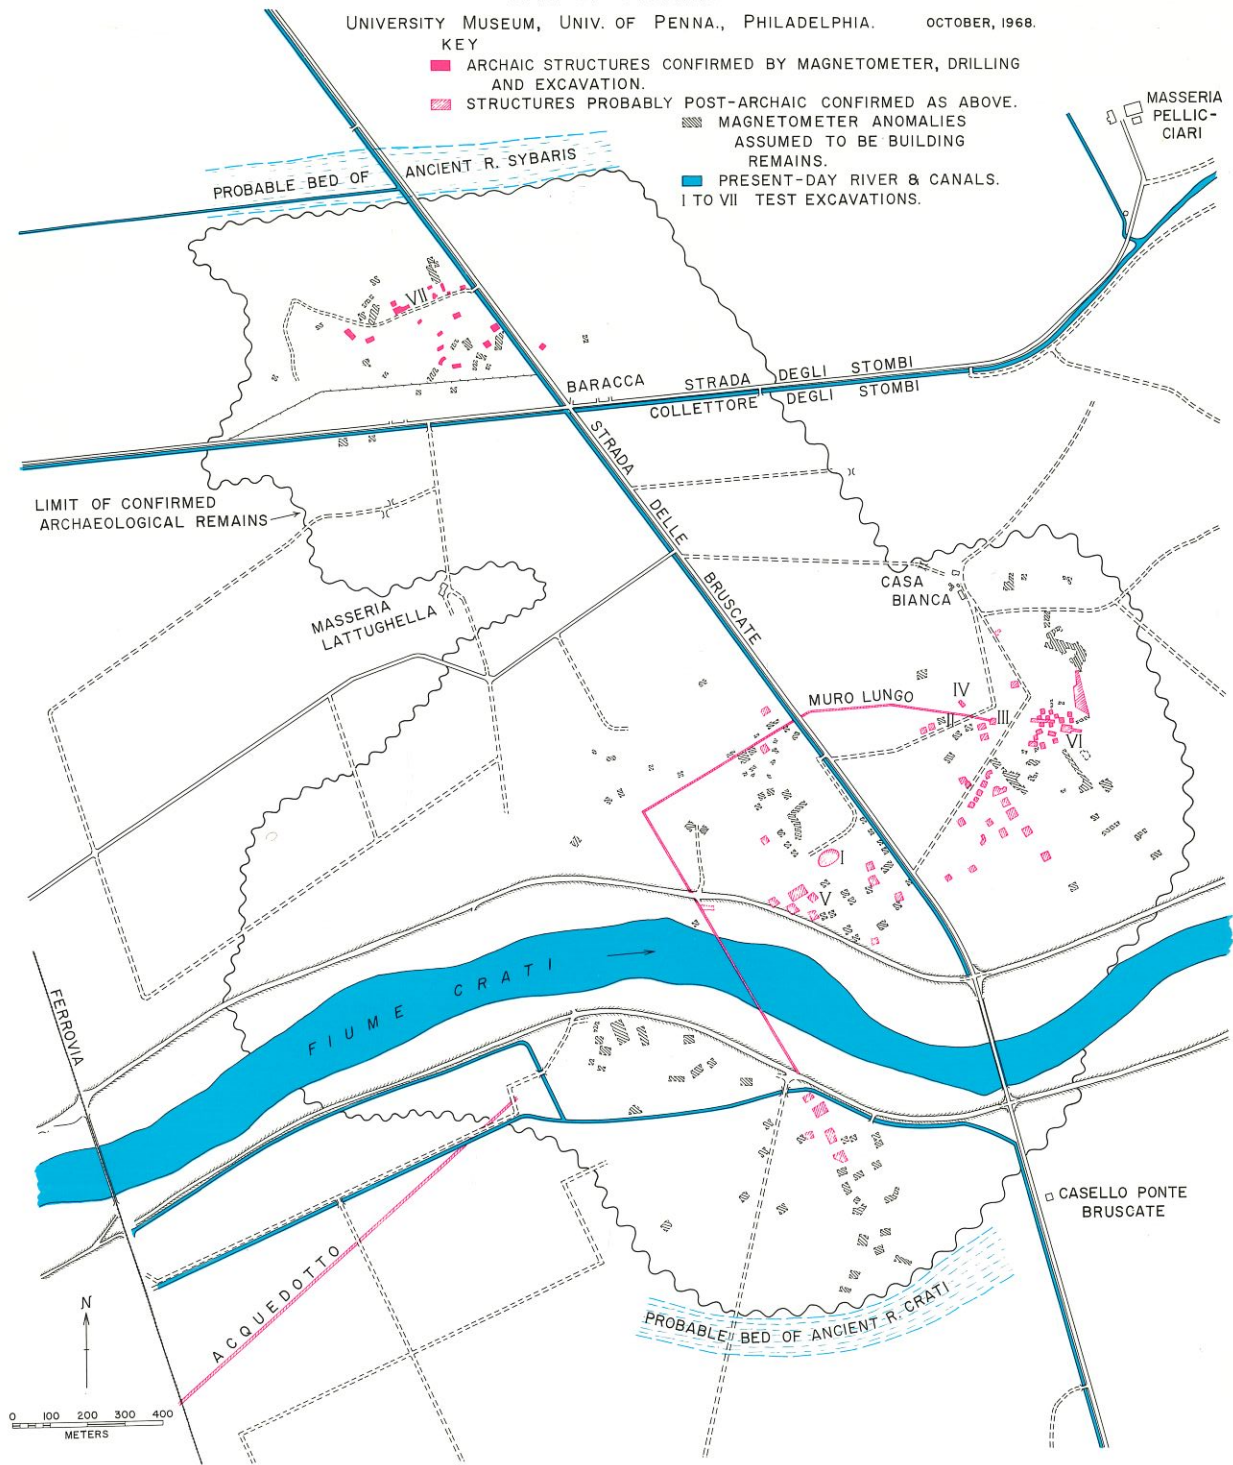 UNIVERSITY MUSEUM, UNIV. OF PENNA., PHILADELPHIA. OCTOBER, 1968.
KEY
ARCHAIC STRUCTURES CONFIRMED BY MAGNETOMETER, DRILLING
AND EXCAVATION.
STRUCTURES PROBABLY POST-ARCHAIC CONFIRMED AS ABOVE.
MAGNETOMETER ANOMALIES
ASSUMED TO BE BUILDING
REMAINS.
PRESENT-DAY RIVER & CANALS.
I TO VII TEST EXCAVATIONS.
MASSERIA
PELLIC-
CIARI
PROBABLE BED OF ANCIENT R. SYBARIS
VII
BARACCA
STRADA DEGLI STOMBI
COLLETTORE DEGLI STOMBI
STRADA DELLE BRUSCATE
LIMIT OF CONFIRMED
ARCHAEOLOGICAL REMAINS
MASSERIA
LATTUGHELLA
CASA
BIANCA
MURO LUNGO
IV
II
III
VI
I
V
FERROVIA
FIUME CRATI
ACQUEDOTTO
CASELLO PONTE
BRUSCATE
PROBABLE BED OF ANCIENT R. CRATI
N
0 100 200 300 400
METERS